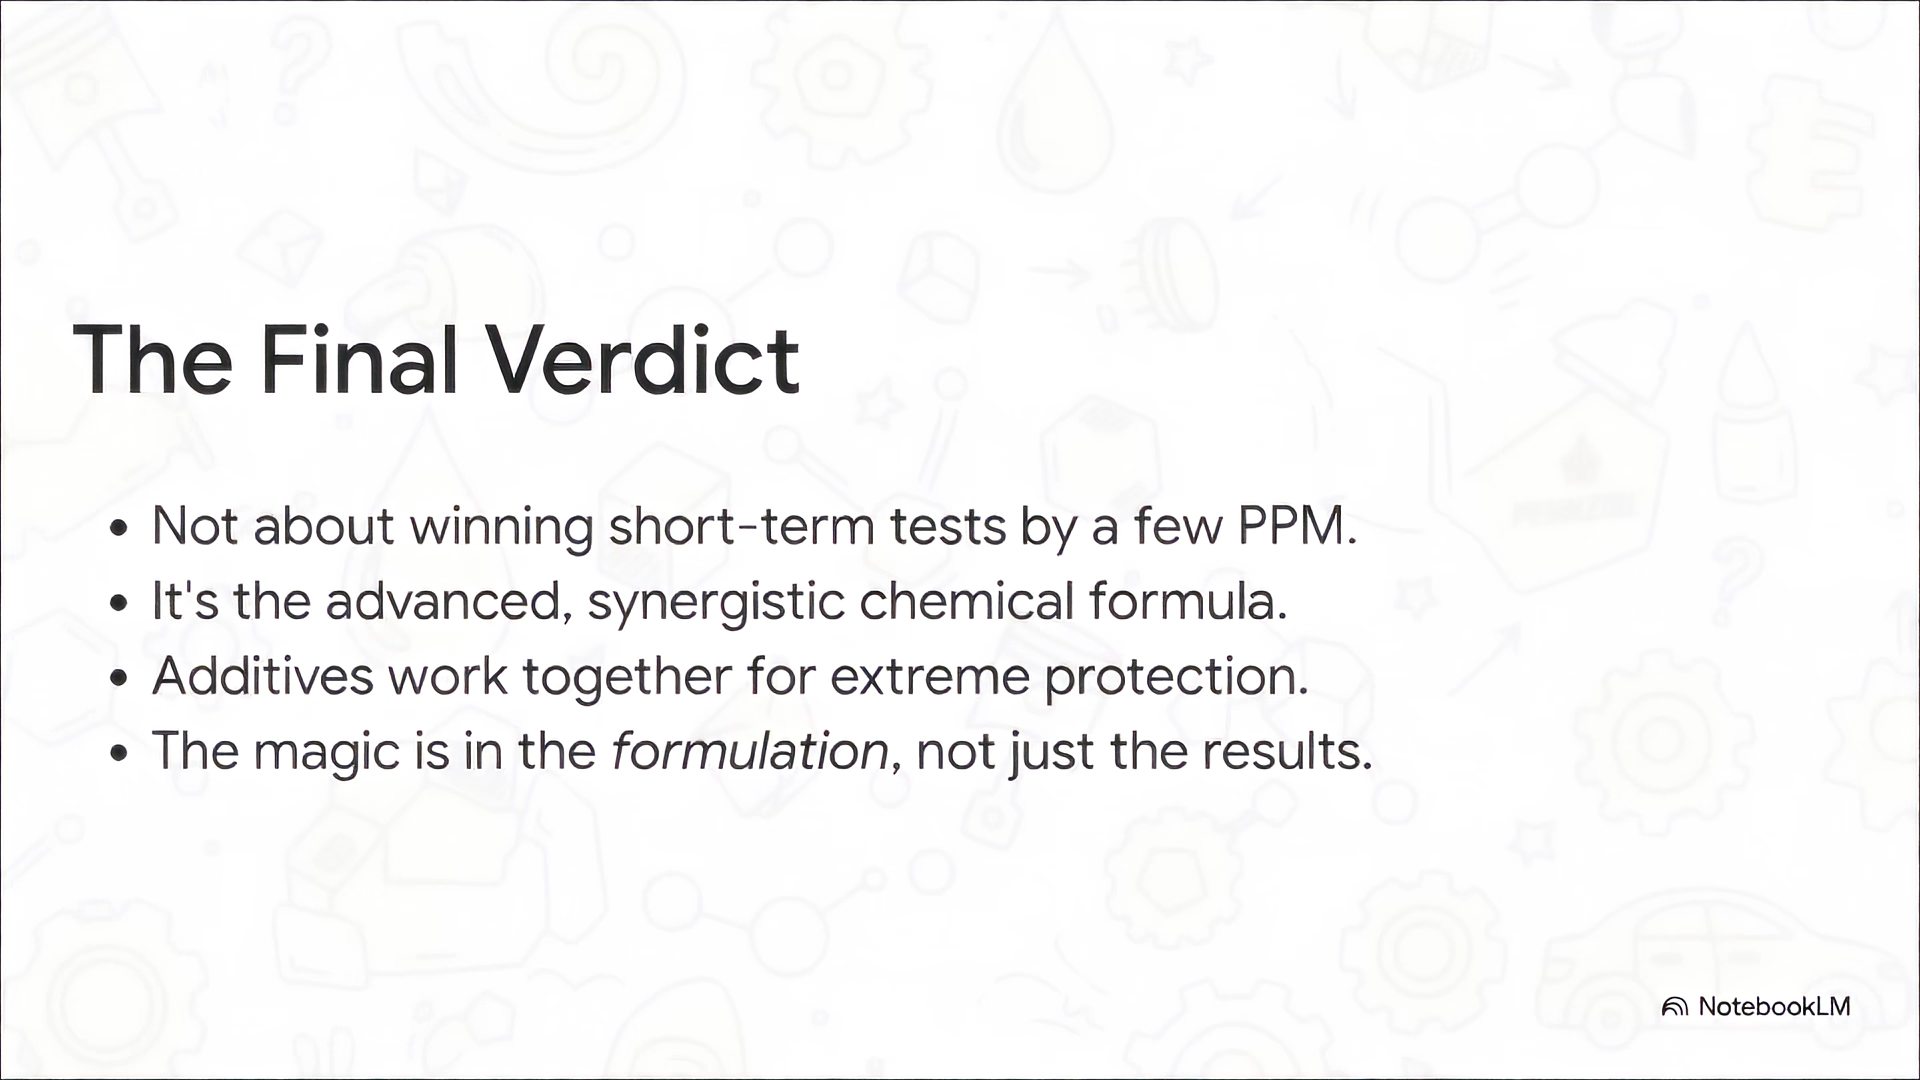 The Final Verdict
• Not about winning short-term tests by a few PPM.
• It's the advanced, synergistic chemical formula.
• Additives work together for extreme protection.
• The magic is in the formulation, not just the results.
NotebookLM